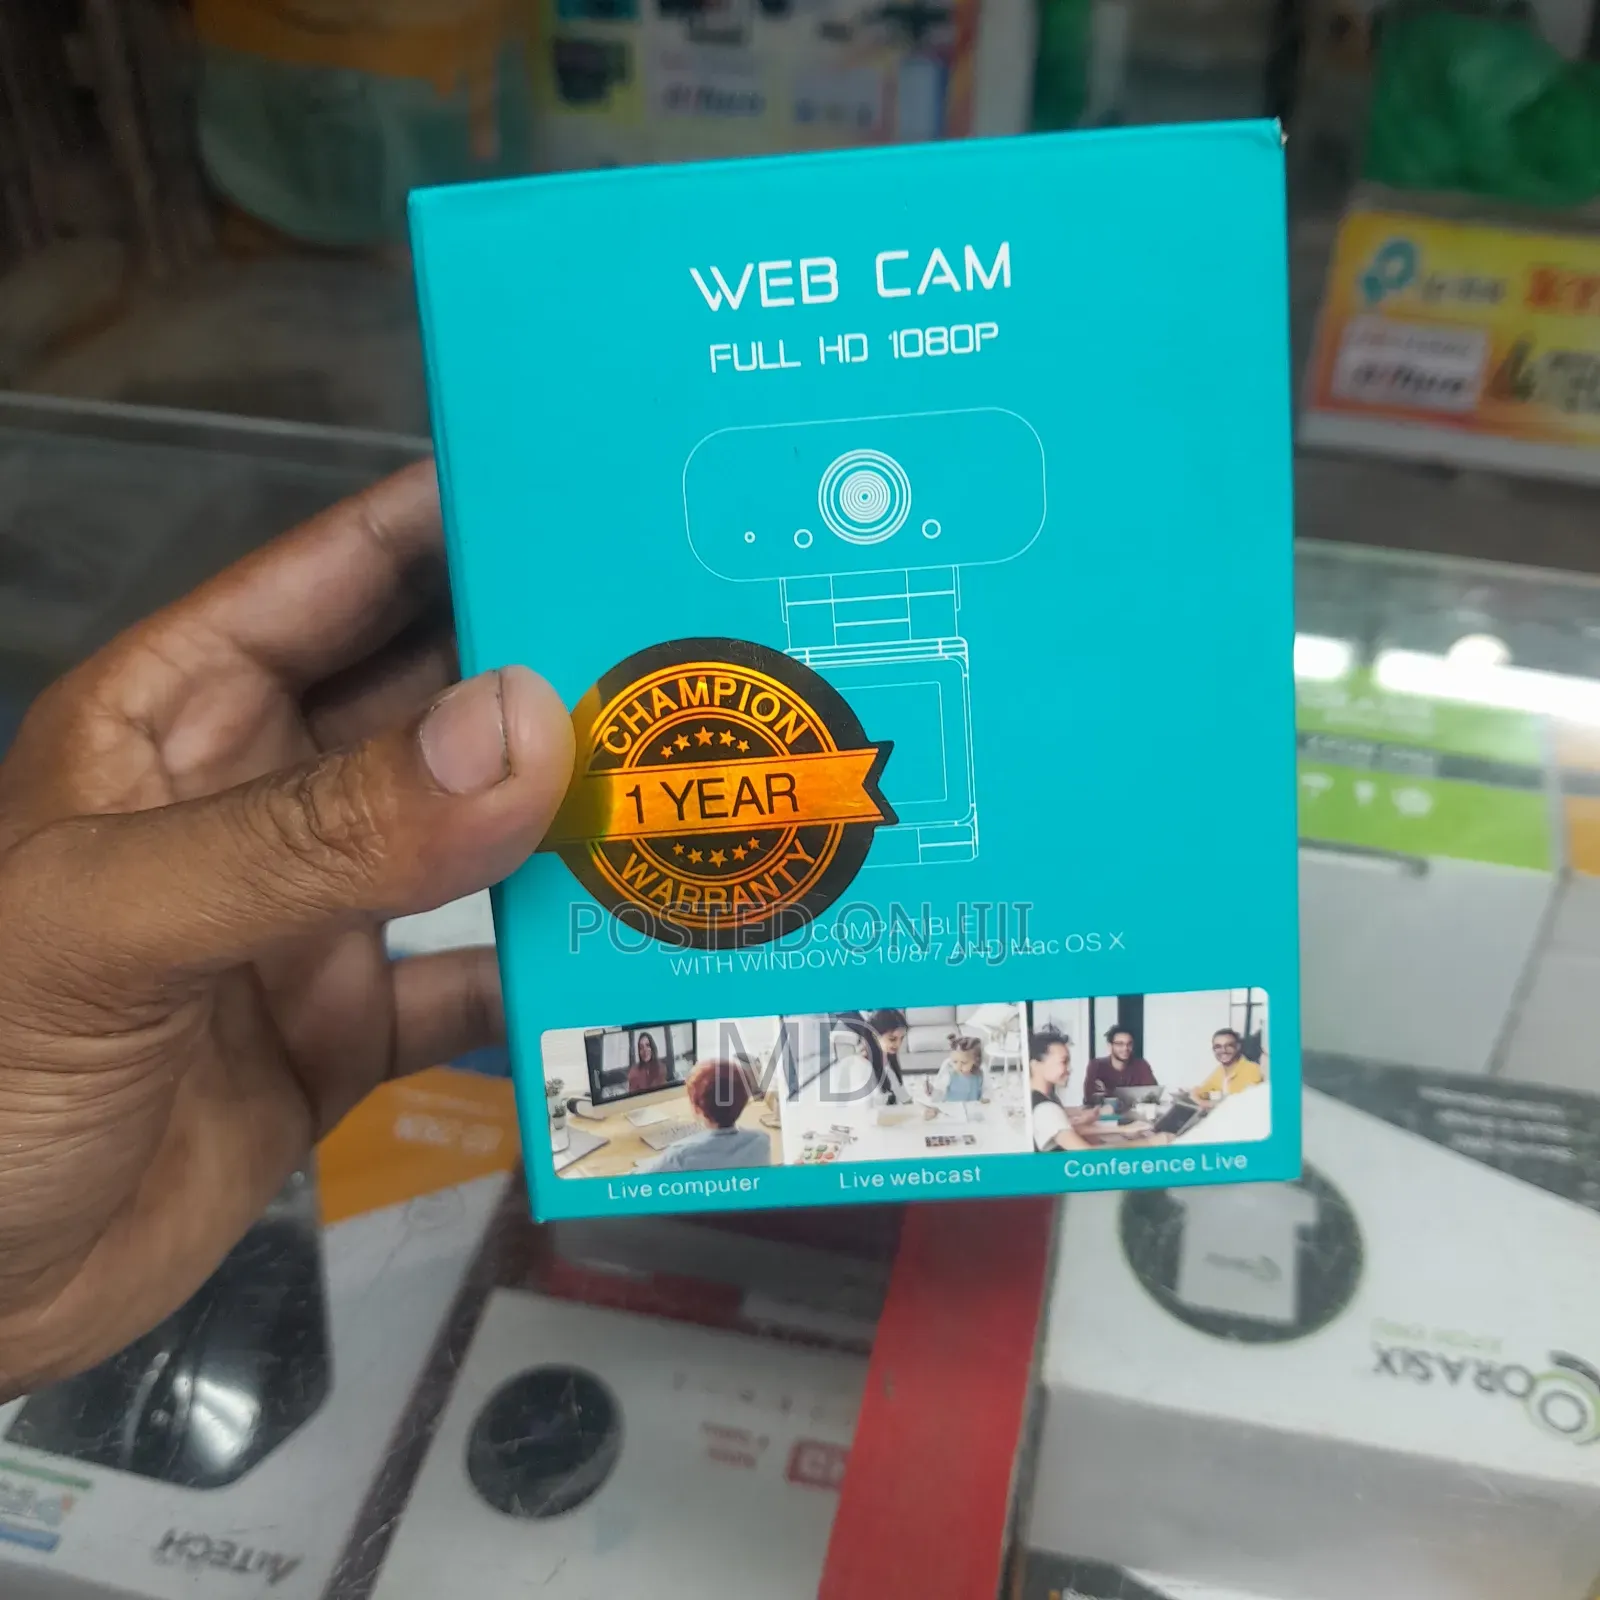 WEB CAM
FULL HD 1080P
CHAMPION
1 YEAR
WARRANTY
POSTED ON JIJI
COMPATIBLE
WITH WINDOWS 10/8/7 AND Mac OS X
MD
Live computer
Live webcast
Conference Live
ORASIX
AITECH